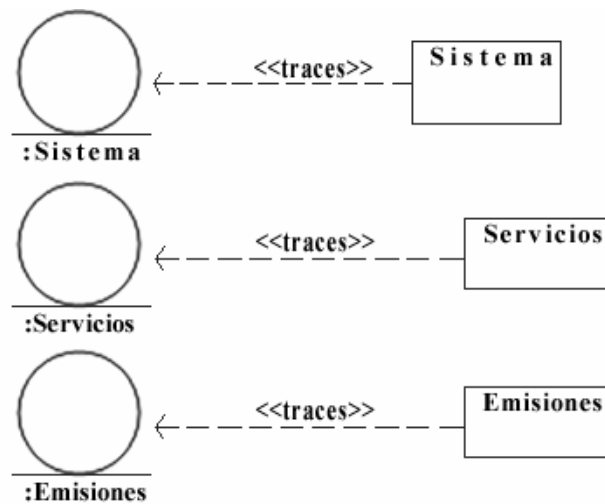 <<traces>>
Sistema
:Sistema
<<traces>>
Servicios
:Servicios
<<traces>>
Emisiones
:Emisiones